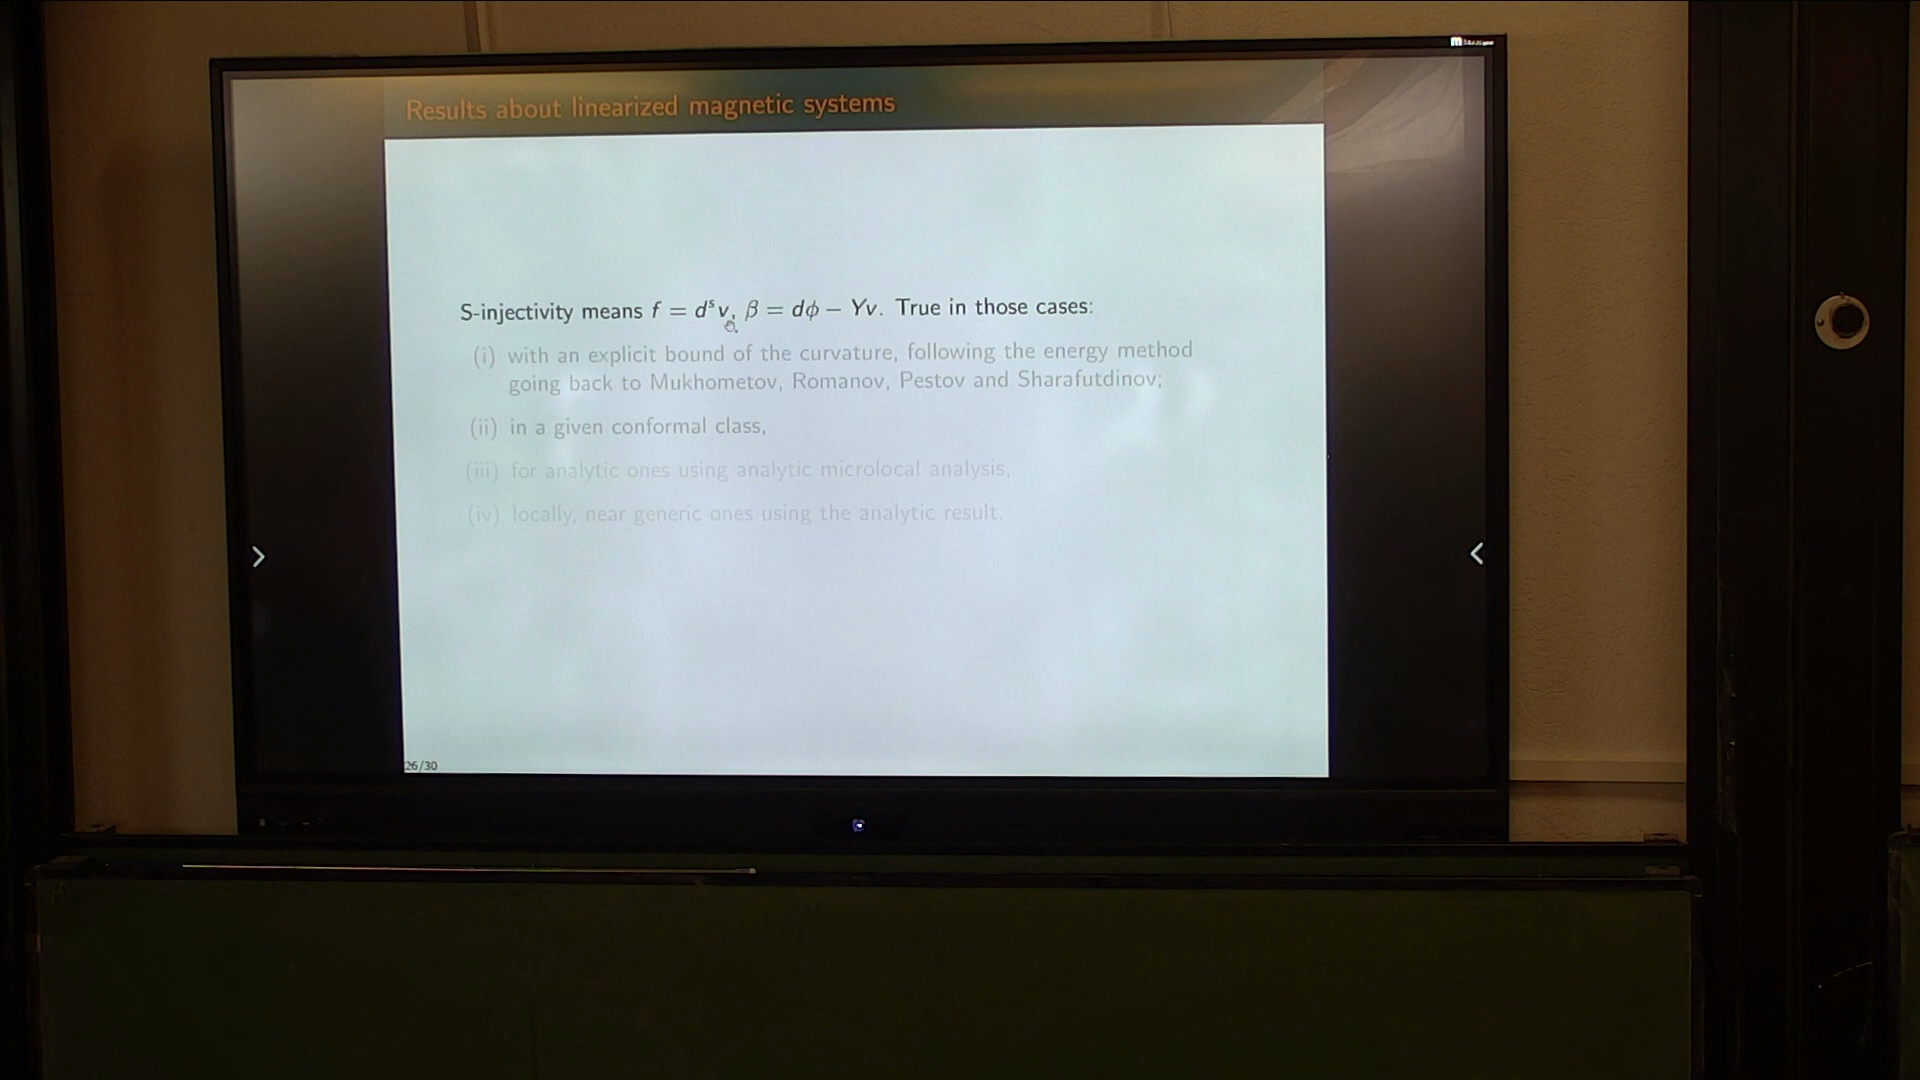 Results about linearized magnetic systems
S-injectivity means f = dˢv, β = dϕ − Yv. True in those cases:
(i) with an explicit bound of the curvature, following the energy method
going back to Mukhometov, Romanov, Pestov and Sharafutdinov;
(ii) in a given conformal class,
(iii) for analytic ones using analytic microlocal analysis,
(iv) locally, near generic ones using the analytic result.
26/30